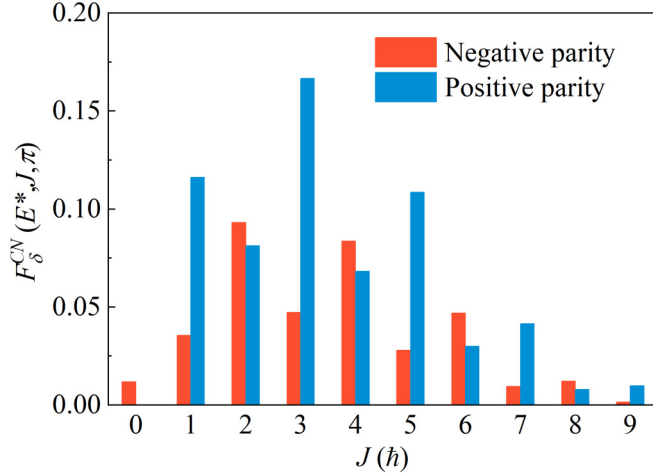 0.20
0.15
0.10
0.05
0.00
F_δ^{CN} (E*,J,π)
Negative parity
Positive parity
0 1 2 3 4 5 6 7 8 9
J (ℏ)